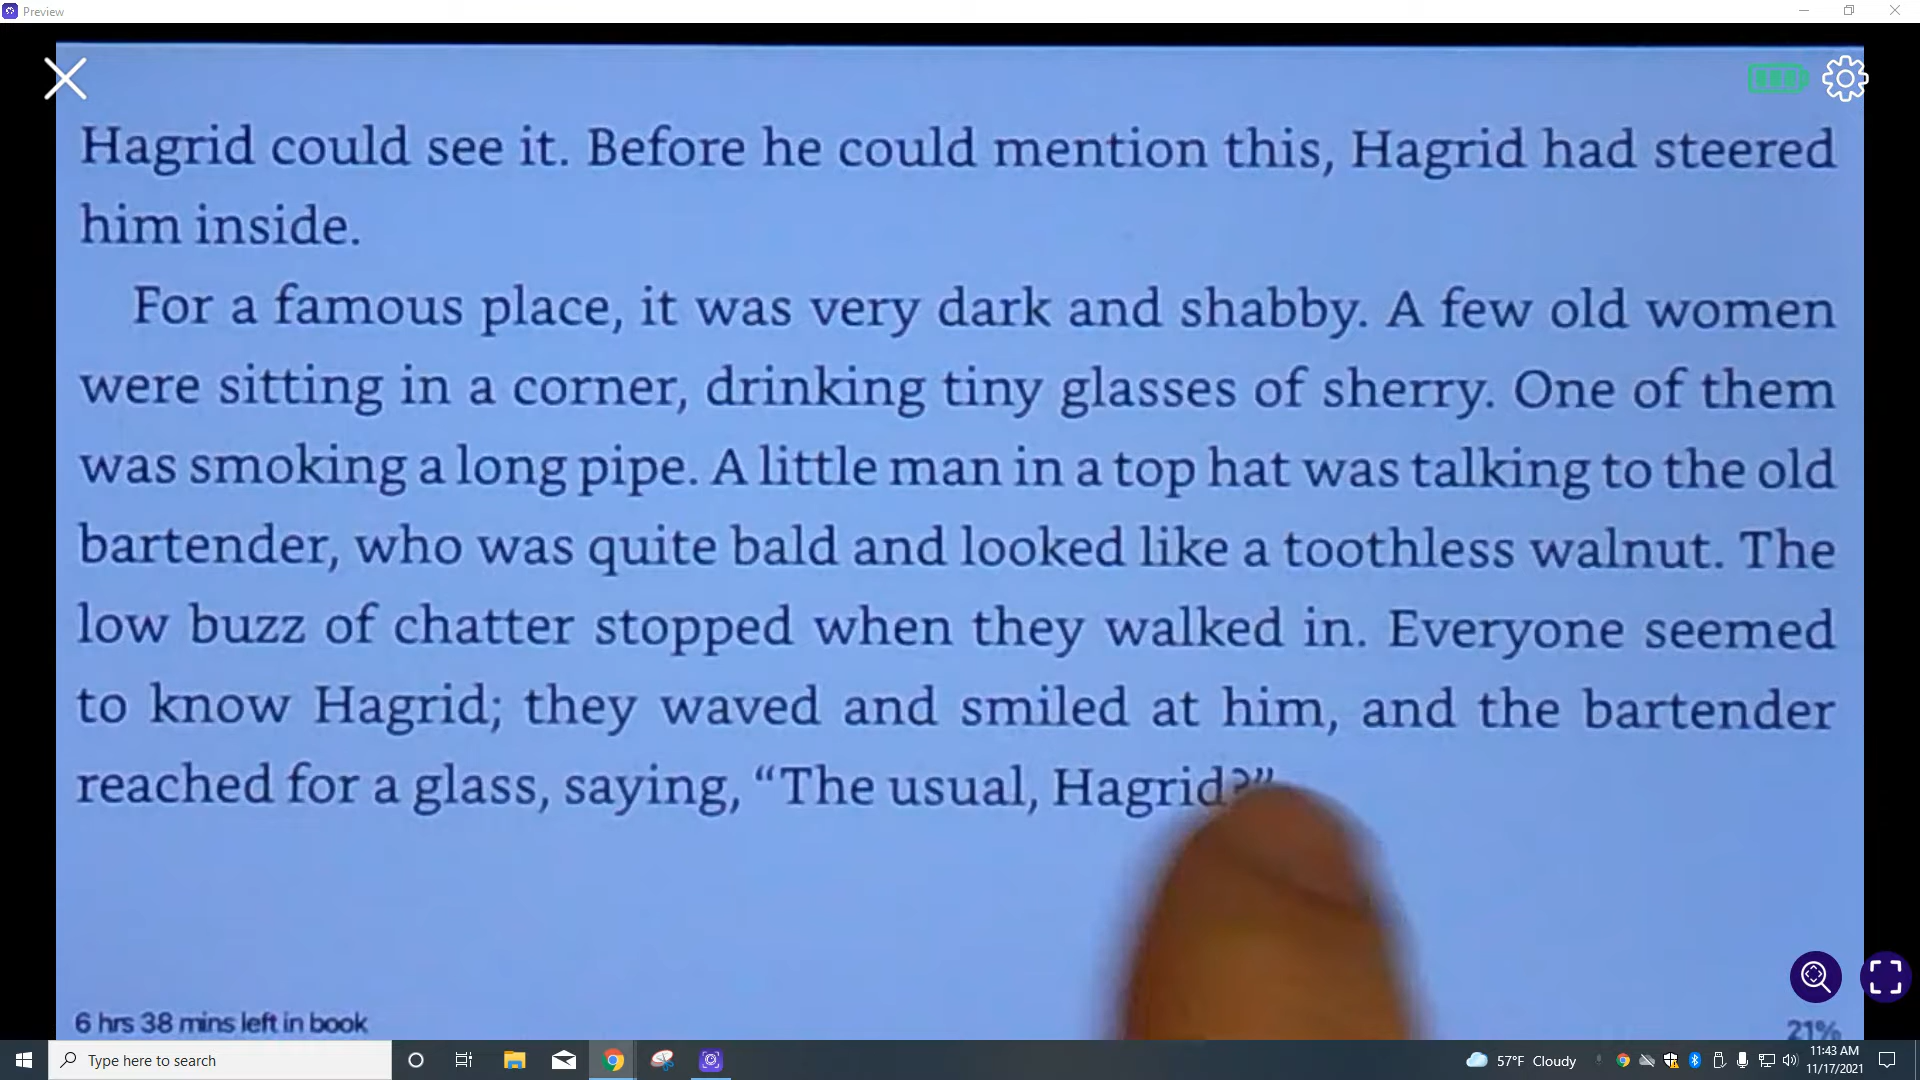 Preview
Hagrid could see it. Before he could mention this, Hagrid had steered
him inside.
For a famous place, it was very dark and shabby. A few old women
were sitting in a corner, drinking tiny glasses of sherry. One of them
was smoking a long pipe. A little man in a top hat was talking to the old
bartender, who was quite bald and looked like a toothless walnut. The
low buzz of chatter stopped when they walked in. Everyone seemed
to know Hagrid; they waved and smiled at him, and the bartender
reached for a glass, saying, “The usual, Hagrid?”
6 hrs 38 mins left in book
21%
Type here to search
57°F Cloudy
11:43 AM
11/17/2021